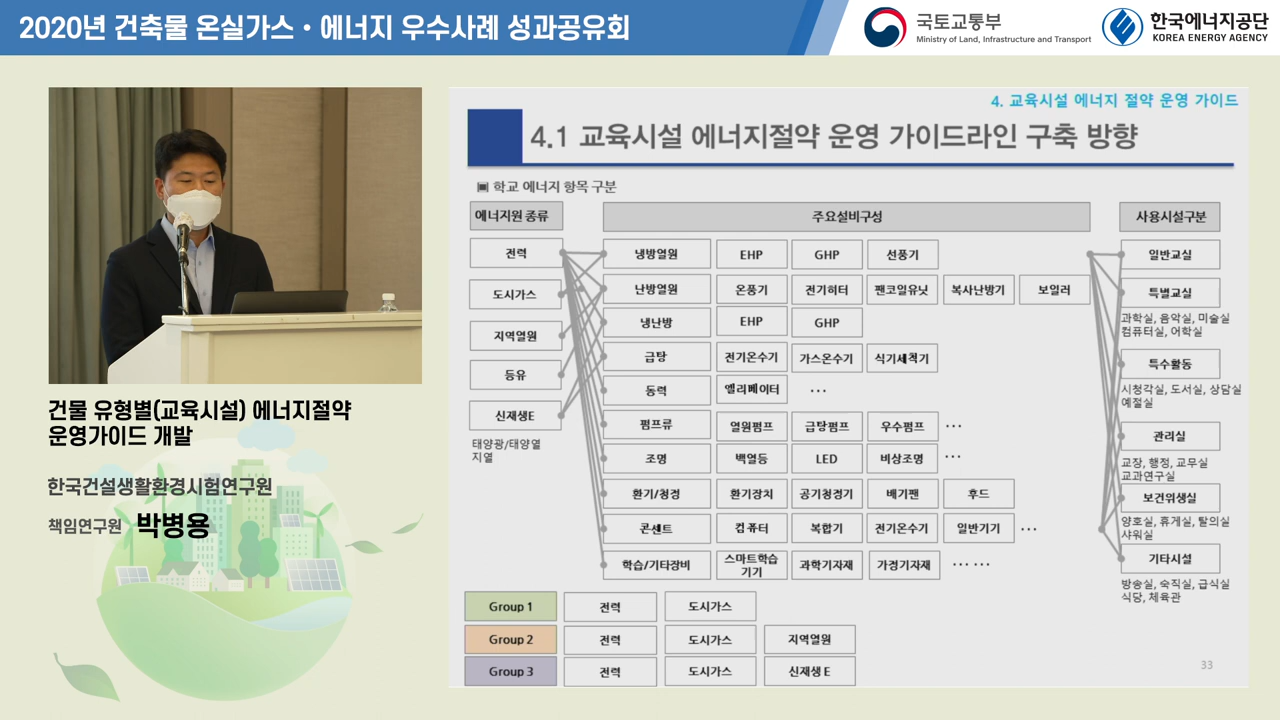 2020년 건축물 온실가스・에너지 우수사례 성과공유회
국토교통부
Ministry of Land, Infrastructure and Transport
한국에너지공단
KOREA ENERGY AGENCY
건물 유형별(교육시설) 에너지절약
운영가이드 개발
한국건설생활환경시험연구원
책임연구원 박병용
4. 교육시설 에너지 절약 운영 가이드
4.1 교육시설 에너지절약 운영 가이드라인 구축 방향
▣ 학교 에너지 항목 구분
에너지원 종류 주요설비구성 사용시설구분
전력
도시가스
지역열원
등유
신재생E
태양광/태양열
지열
냉방열원 EHP GHP 선풍기
난방열원 온풍기 전기히터 팬코일유닛 복사난방기 보일러
냉난방 EHP GHP
급탕 전기온수기 가스온수기 식기세척기
동력 엘리베이터 …
펌프류 열원펌프 급탕펌프 우수펌프 …
조명 백열등 LED 비상조명 …
환기/청정 환기장치 공기청정기 배기팬 후드
콘센트 컴퓨터 복합기 전기온수기 일반기기 …
학습/기타장비 스마트학습
기기 과학기자재 가정기자재 … …
일반교실
특별교실
과학실, 음악실, 미술실
컴퓨터실, 어학실
특수활동
시청각실, 도서실, 상담실
예절실
관리실
교장, 행정, 교무실
교과연구실
보건위생실
양호실, 휴게실, 탈의실
샤워실
기타시설
방송실, 숙직실, 급식실
식당, 체육관
Group 1 전력 도시가스
Group 2 전력 도시가스 지역열원
Group 3 전력 도시가스 신재생 E
33